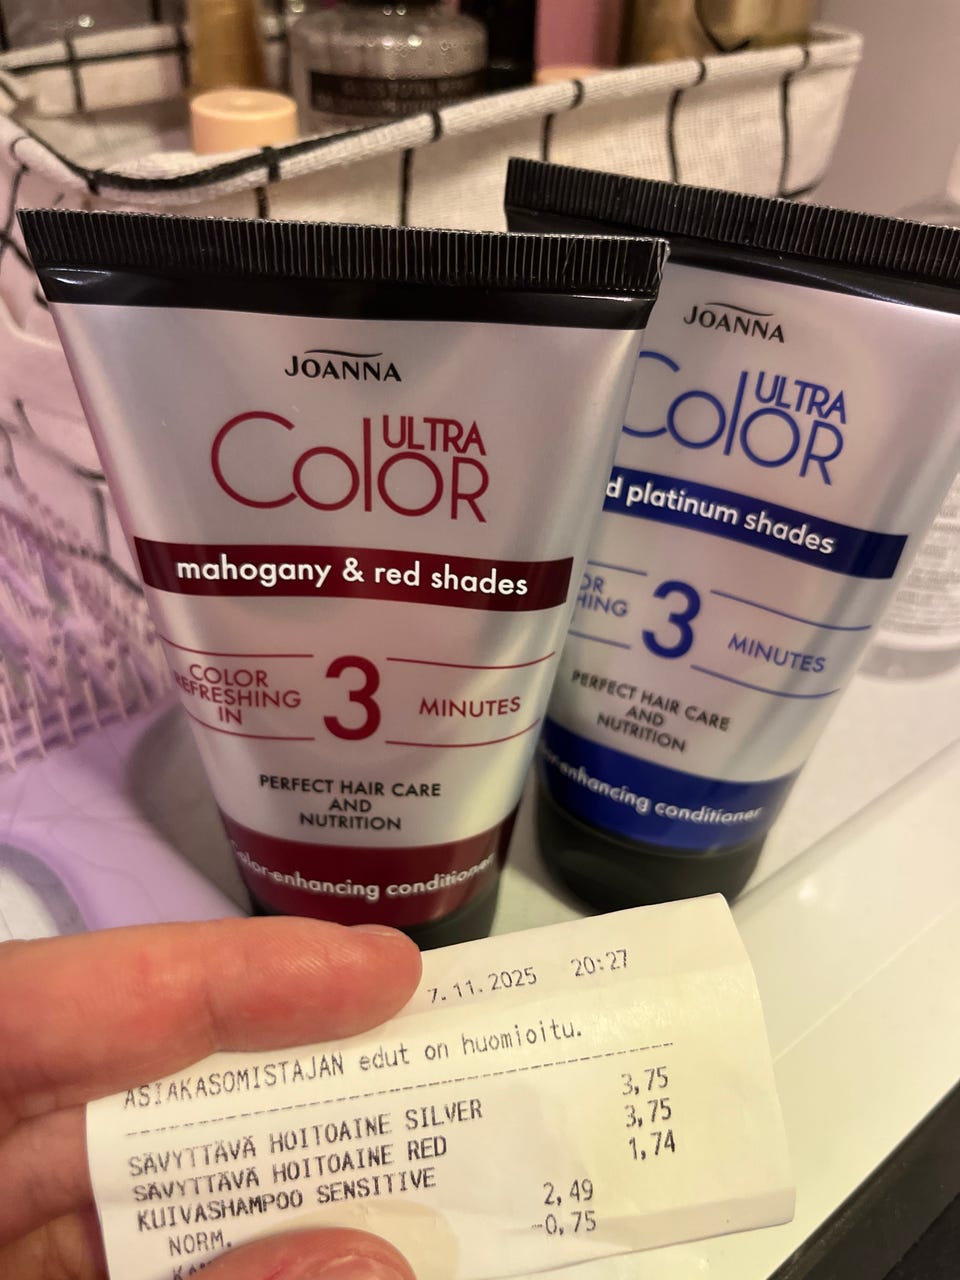 JOANNA
ULTRA
ColOR
mahogany & red shades
COLOR
REFRESHING
IN
3
MINUTES
PERFECT HAIR CARE
AND
NUTRITION
Color-enhancing conditioner
JOANNA
ULTRA
ColOR
platinum shades
3
MINUTES
PERFECT HAIR CARE
AND
NUTRITION
enhancing conditioner
7.11.2025 20:27
ASIAKASOMISTAJAN edut on huomioitu.
SÄVYTTÄVÄ HOITOAINE SILVER 3,75
SÄVYTTÄVÄ HOITOAINE RED 3,75
KUIVASHAMPOO SENSITIVE 1,74
NORM. 2,49
-0,75